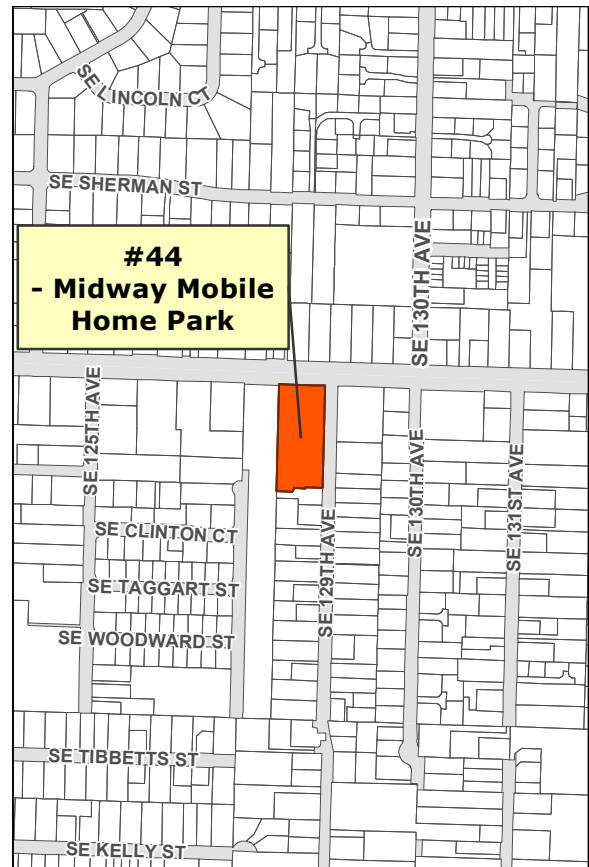 SE LINCOLN CT
SE SHERMAN ST
#44
- Midway Mobile
Home Park
SE 130TH AVE
SE 125TH AVE
SE 129TH AVE
SE 130TH AVE
SE 131ST AVE
SE CLINTON CT
SE TAGGART ST
SE WOODWARD ST
SE TIBBETTS ST
SE KELLY ST